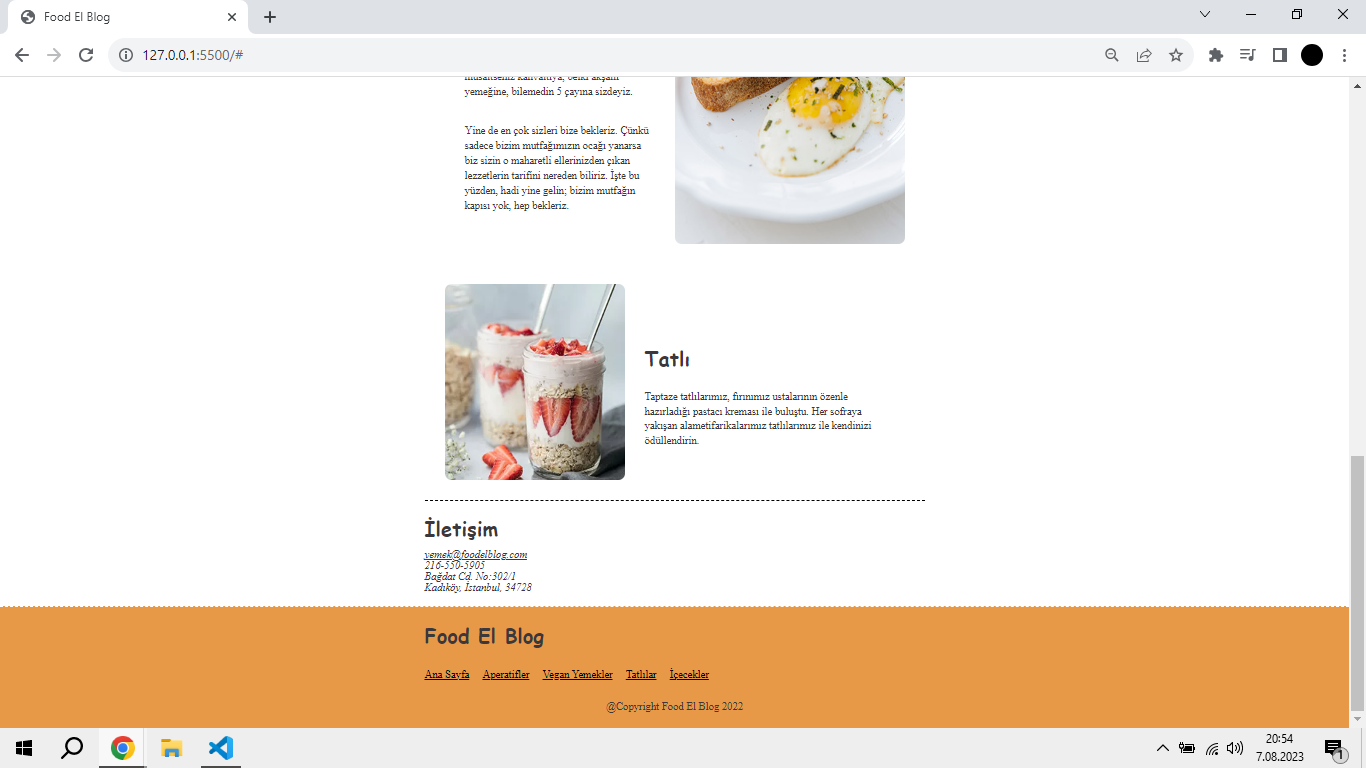 Food El Blog
127.0.0.1:5500/#
müsaitseniz kahvaltıya, belki akşam
yemeğine, bilemedin 5 çayına sizdeyiz.
Yine de en çok sizleri bize bekleriz. Çünkü
sadece bizim mutfağımızın ocağı yanarsa
biz sizin o maharetli ellerinizden çıkan
lezzetlerin tarifini nereden biliriz. İşte bu
yüzden, hadi yine gelin; bizim mutfağın
kapısı yok, hep bekleriz.
Tatlı
Taptaze tatlılarımız, fırınımız ustalarının özenle
hazırladığı pastacı kreması ile buluştu. Her sofraya
yakışan alametifarikalarımız tatlılarımız ile kendinizi
ödüllendirin.
İletişim
yemek@foodelblog.com
216-550-5905
Bağdat Cd. No:302/1
Kadıköy, İstanbul, 34728
Food El Blog
Ana Sayfa Aperatifler Vegan Yemekler Tatlılar İçecekler
@Copyright Food El Blog 2022
20:54
7.08.2023
1